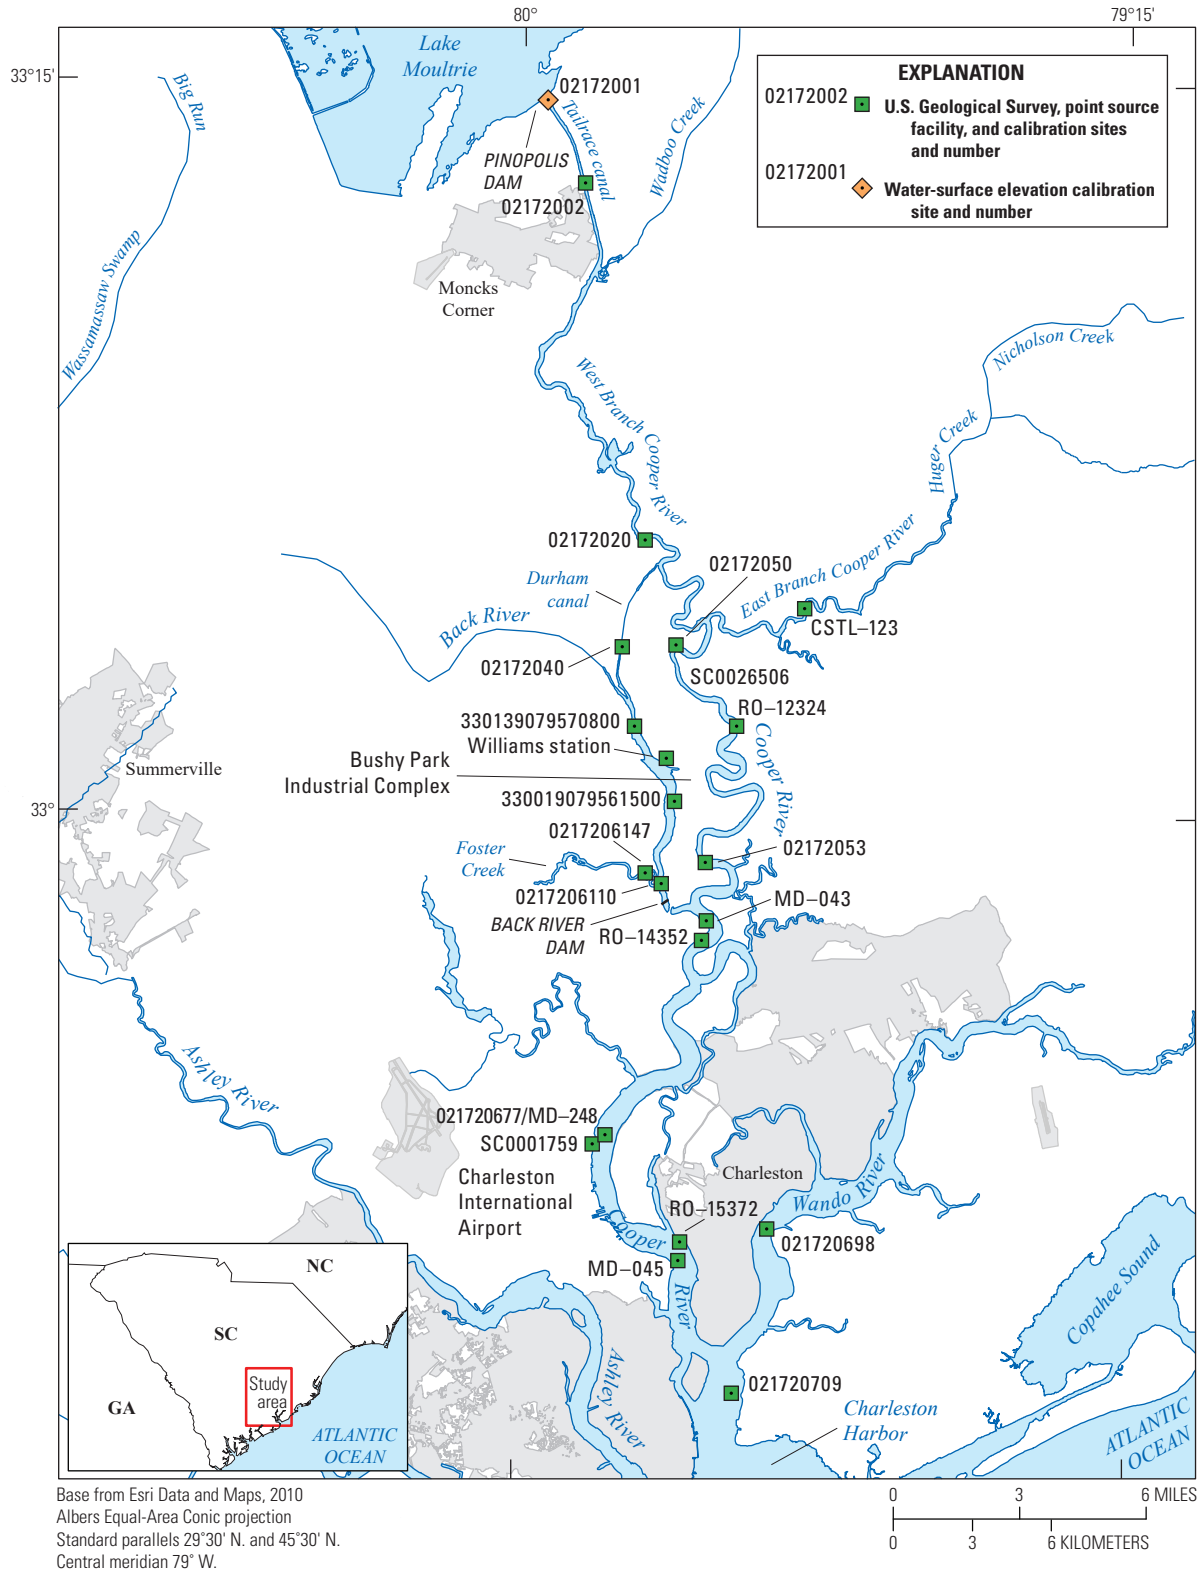 80°
79°15'
33°15'
Lake
Moultrie
Big Run
02172001
Tailrace canal
PINOPOLIS
DAM
Wadboo Creek
02172002
EXPLANATION
02172002
U.S. Geological Survey, point source
facility, and calibration sites
and number
02172001
Water-surface elevation calibration
site and number
Wassamassaw Swamp
Moncks
Corner
Nicholson Creek
West Branch Cooper River
Huger Creek
02172020
02172050
East Branch Cooper River
Durham
canal
Back River
CSTL–123
02172040
SC0026506
RO–12324
330139079570800
Williams station
Cooper River
Bushy Park
Industrial Complex
Summerville
33°
330019079561500
0217206147
02172053
Foster
Creek
0217206110
MD–043
BACK RIVER
DAM
RO–14352
Ashley River
021720677/MD–248
SC0001759
Charleston
International
Airport
Charleston
Wando River
RO–15372
Cooper
River
021720698
MD–045
Copahee Sound
NC
SC
GA
Study
area
ATLANTIC
OCEAN
Ashley River
021720709
Charleston
Harbor
ATLANTIC
OCEAN
Base from Esri Data and Maps, 2010
Albers Equal-Area Conic projection
Standard parallels 29°30' N. and 45°30' N.
Central meridian 79° W.
0 3 6 MILES
0 3 6 KILOMETERS